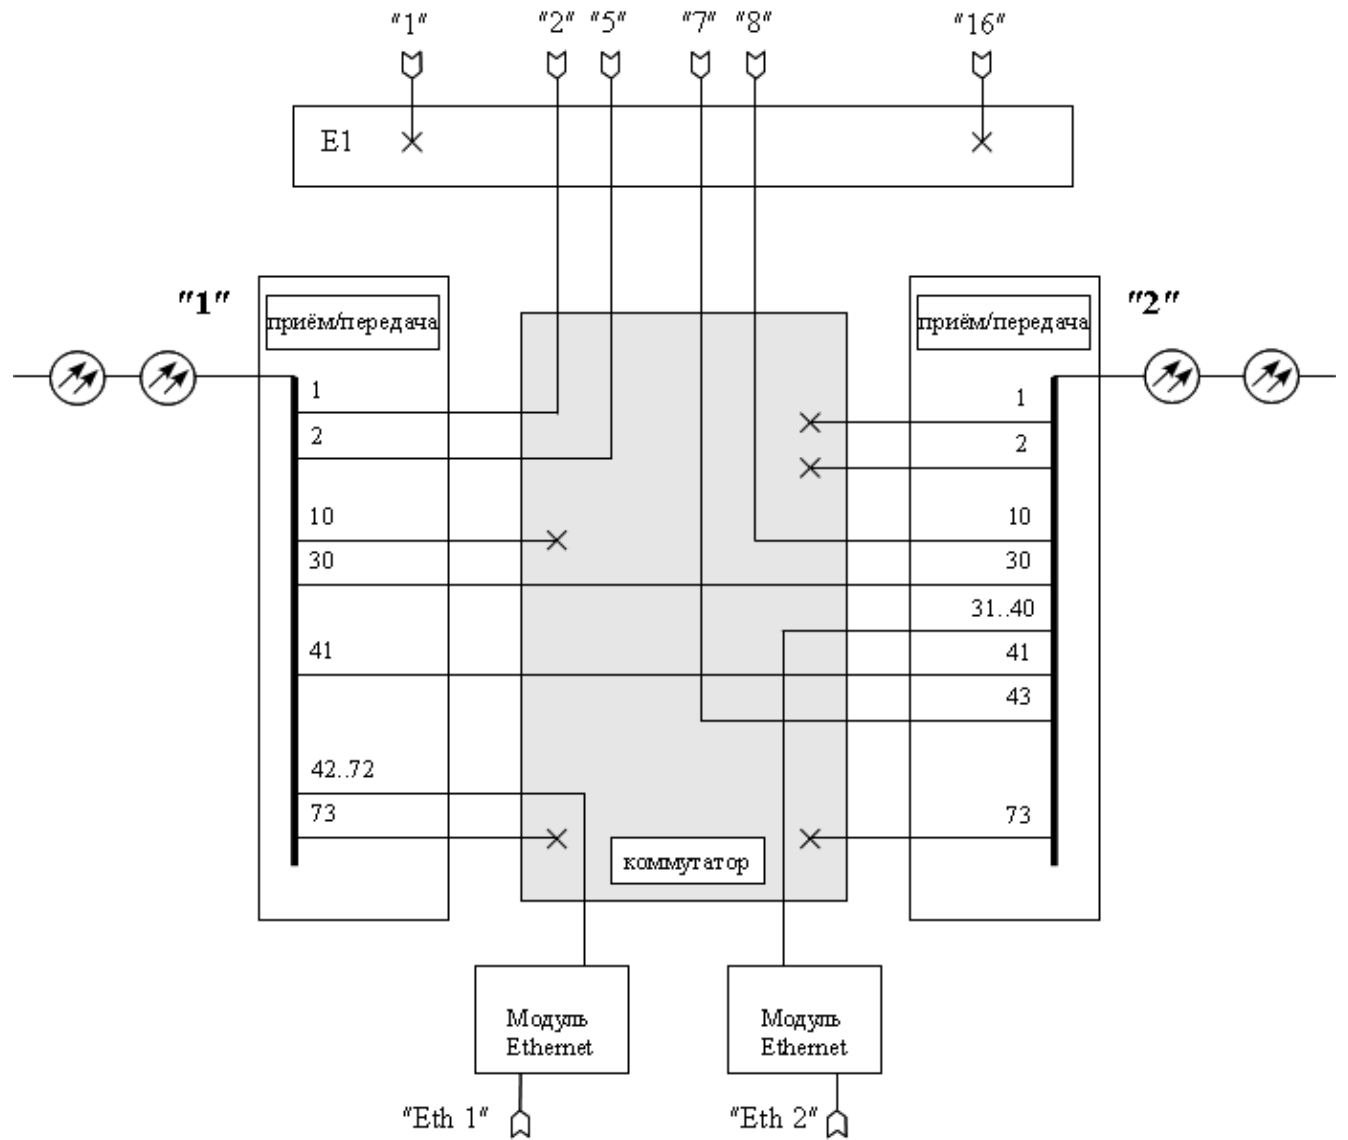 "1" "2" "5" "7" "8" "16"
E1
"1" "2"
приём/передача приём/передача
1 1
2 2
10 10
30 30
31..40
41 41
43
42..72
73 73
коммутатор
Модуль Модуль
Ethernet Ethernet
"Eth 1" "Eth 2"